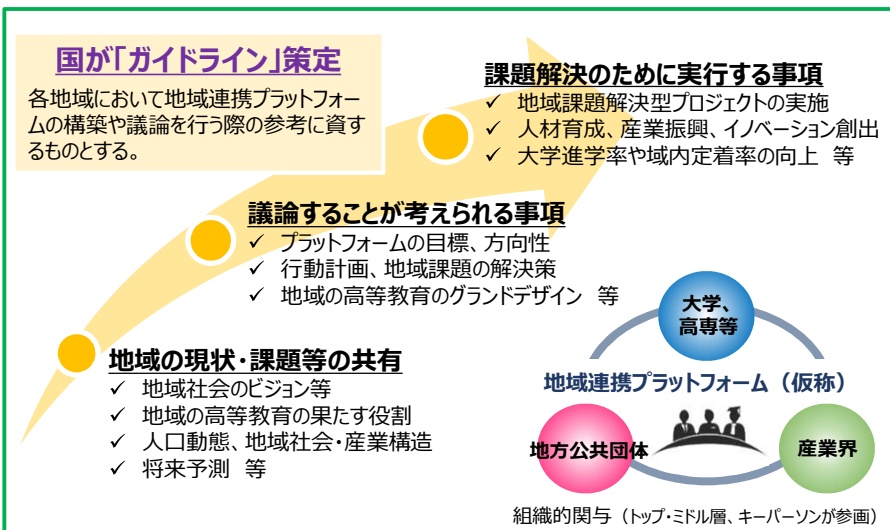 国が「ガイドライン」策定
各地域において地域連携プラットフォー
ムの構築や議論を行う際の参考に資す
るものとする。
課題解決のために実行する事項
✓ 地域課題解決型プロジェクトの実施
✓ 人材育成、産業振興、イノベーション創出
✓ 大学進学率や域内定着率の向上 等
議論することが考えられる事項
✓ プラットフォームの目標、方向性
✓ 行動計画、地域課題の解決策
✓ 地域の高等教育のグランドデザイン 等
地域の現状・課題等の共有
✓ 地域社会のビジョン等
✓ 地域の高等教育の果たす役割
✓ 人口動態、地域社会・産業構造
✓ 将来予測 等
大学、
高専等
地域連携プラットフォーム（仮称）
地方公共団体
産業界
組織的関与（トップ・ミドル層、キーパーソンが参画）